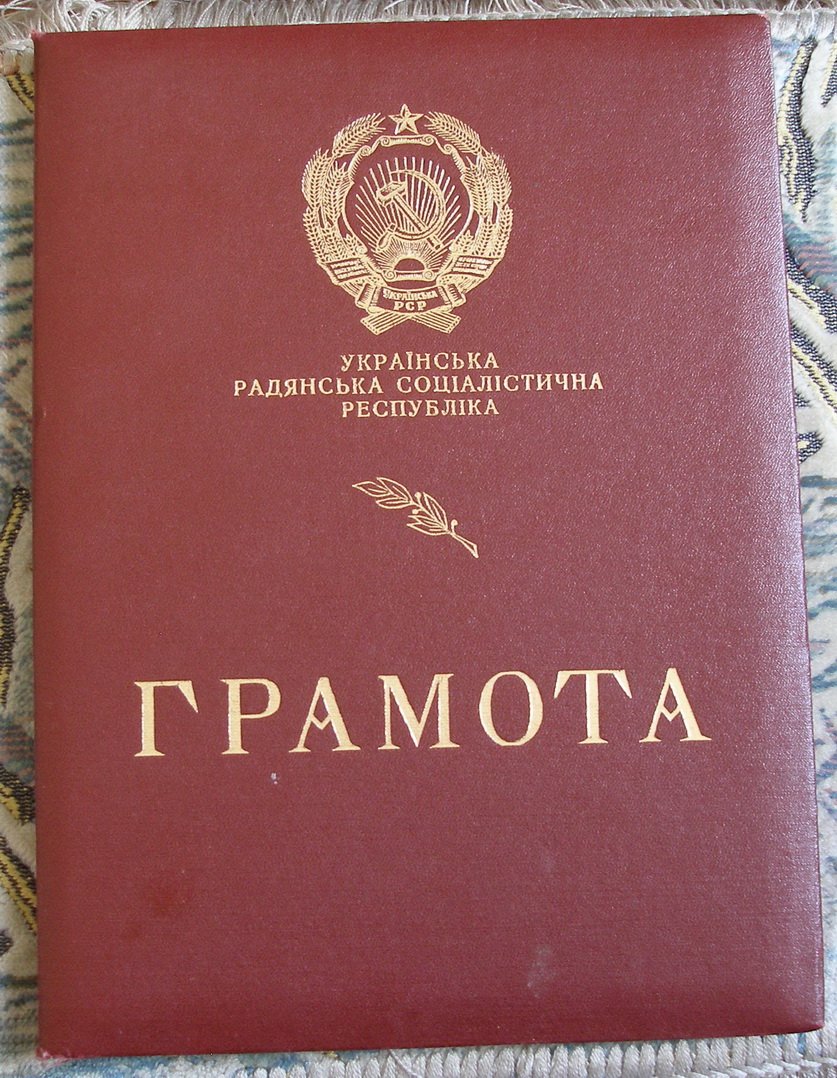 УКРАЇНСЬКА
РСР
УКРАЇНСЬКА
РАДЯНСЬКА СОЦІАЛІСТИЧНА
РЕСПУБЛІКА
ГРАМОТА